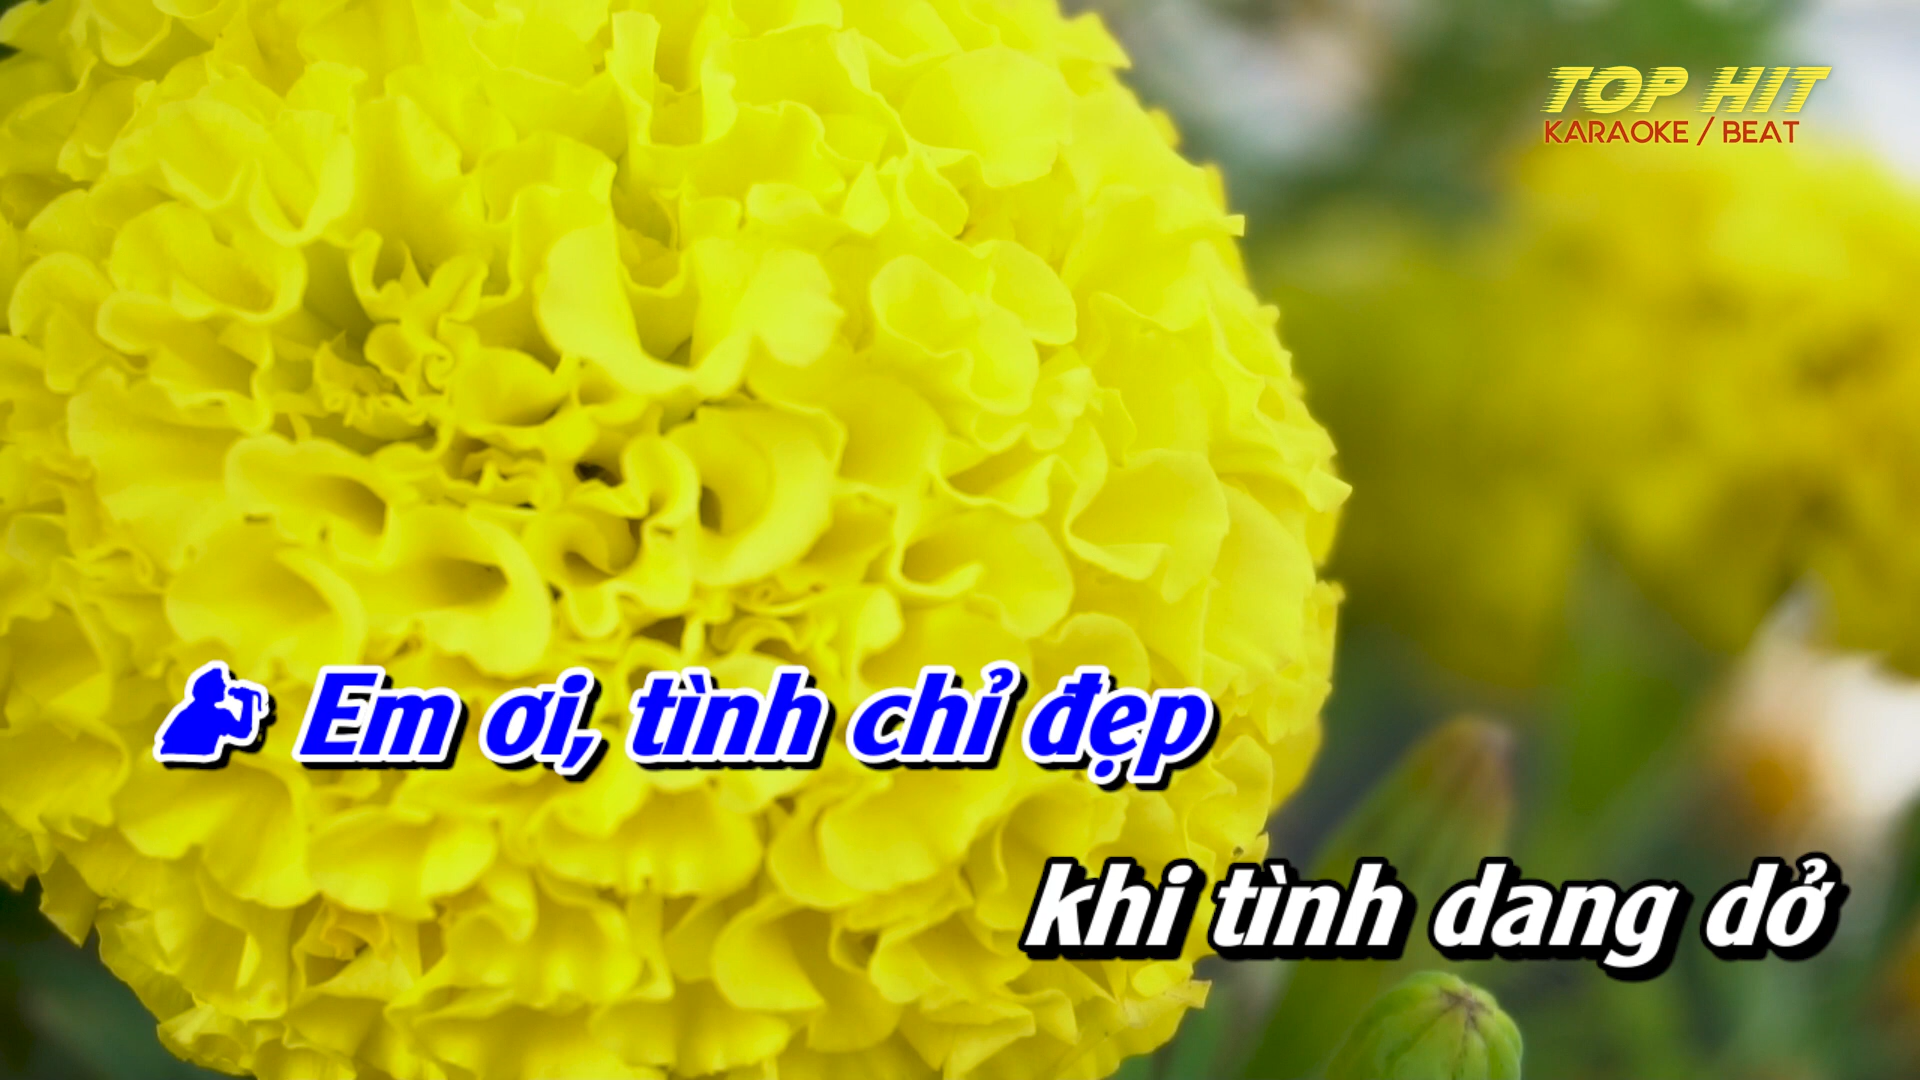 TOP HIT
KARAOKE / BEAT
Em ơi, tình chỉ đẹp
khi tình dang dở